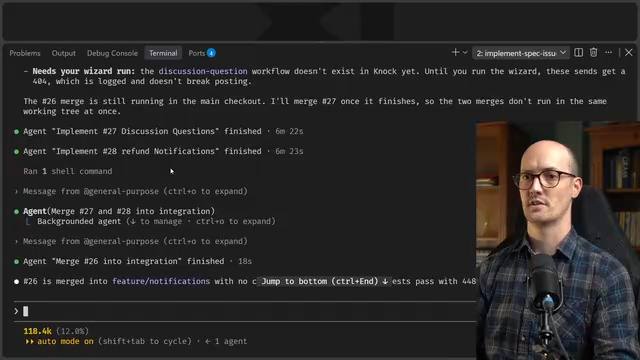 Problems Output Debug Console Terminal Ports 4
2: implement-spec-issu
- Needs your wizard run: the discussion-question workflow doesn't exist in Knock yet. Until you run the wizard, these sends get a
404, which is logged and doesn't break posting.
The #26 merge is still running in the main checkout. I'll merge #27 once it finishes, so the two merges don't run in the same
working tree at once.
Agent "Implement #27 Discussion Questions" finished · 6m 22s
Agent "Implement #28 refund Notifications" finished · 6m 23s
Ran 1 shell command
› Message from @general-purpose (ctrl+o to expand)
Agent(Merge #27 and #28 into integration)
Backgrounded agent (↓ to manage · ctrl+o to expand)
› Message from @general-purpose (ctrl+o to expand)
Agent "Merge #26 into integration" finished · 18s
#26 is merged into feature/notifications with no c Jump to bottom (ctrl+End) ↓ ests pass with 448
›
118.4k (12.0%)
▸▸ auto mode on (shift+tab to cycle) · ← 1 agent